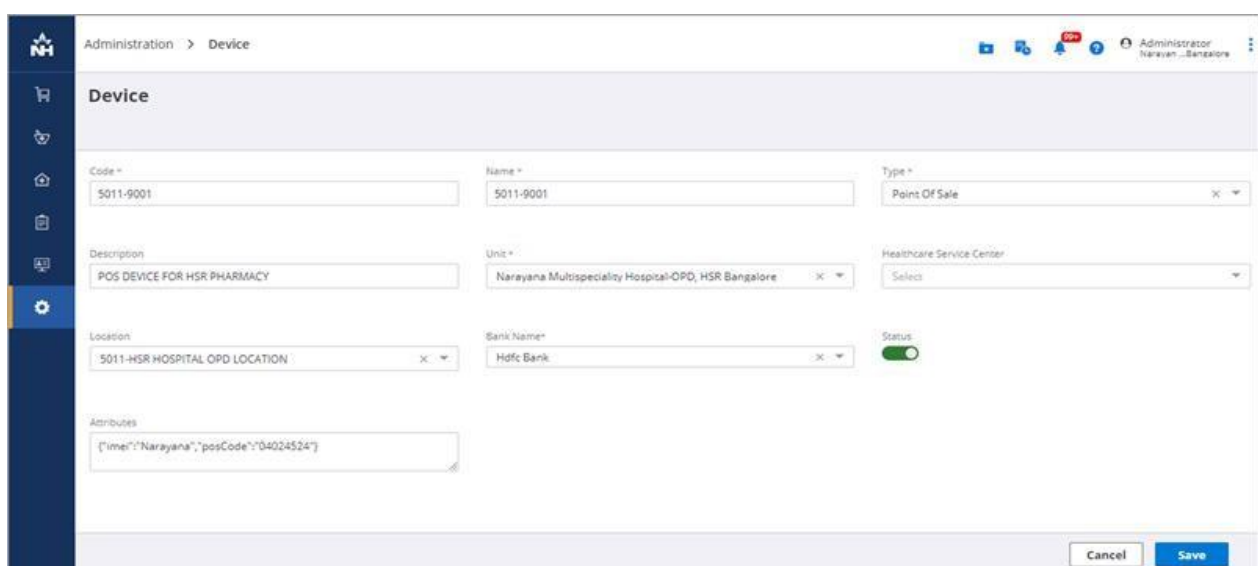 NH
Administration > Device
99+
?
Administrator
Narayan ...Bangalore
Device
Code *
Name *
Type *
5011-9001
5011-9001
Point Of Sale
Description
Unit *
Healthcare Service Center
POS DEVICE FOR HSR PHARMACY
Narayana Multispeciality Hospital-OPD, HSR Bangalore
Select
Location
Bank Name*
Status
5011-HSR HOSPITAL OPD LOCATION
Hdfc Bank
Attributes
{"imei":"Narayana","posCode":"04024524"}
Cancel
Save